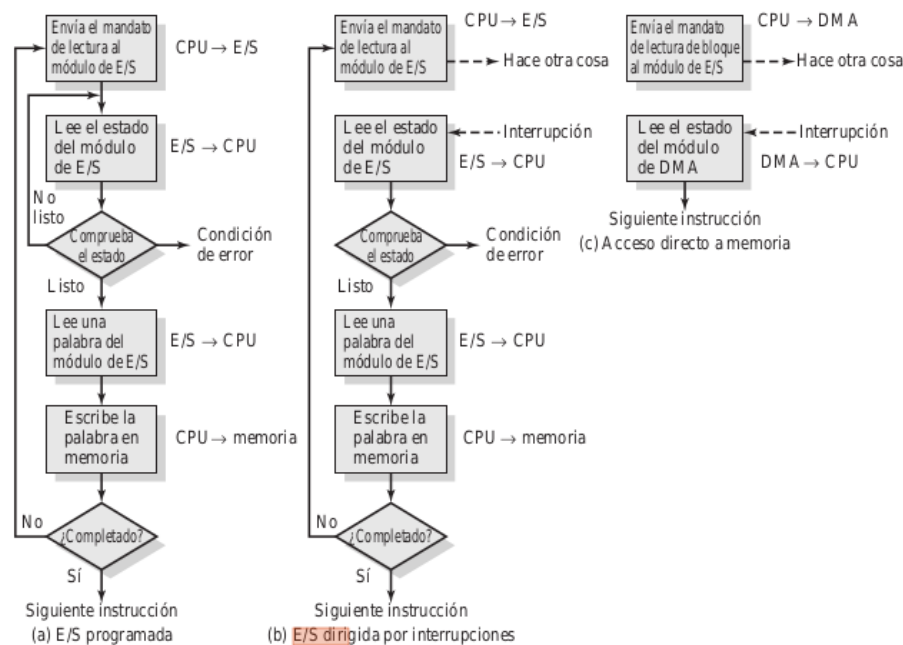 Envía el mandato
de lectura al
módulo de E/S
CPU → E/S
Lee el estado
del módulo
de E/S
E/S → CPU
No
listo
Comprueba
el estado
Condición
de error
Listo
Lee una
palabra del
módulo de E/S
E/S → CPU
Escribe la
palabra en
memoria
CPU → memoria
No
¿Completado?
Sí
Siguiente instrucción
(a) E/S programada
Envía el mandato
de lectura al
módulo de E/S
CPU → E/S
Hace otra cosa
Lee el estado
del módulo
de E/S
Interrupción
E/S → CPU
Comprueba
el estado
Condición
de error
Listo
Lee una
palabra del
módulo de E/S
E/S → CPU
Escribe la
palabra en
memoria
CPU → memoria
No
¿Completado?
Sí
Siguiente instrucción
(b) E/S dirigida por interrupciones
Envía el mandato
de lectura de bloque
al módulo de E/S
CPU → DMA
Hace otra cosa
Lee el estado
del módulo
de DMA
Interrupción
DMA → CPU
Siguiente instrucción
(c) Acceso directo a memoria